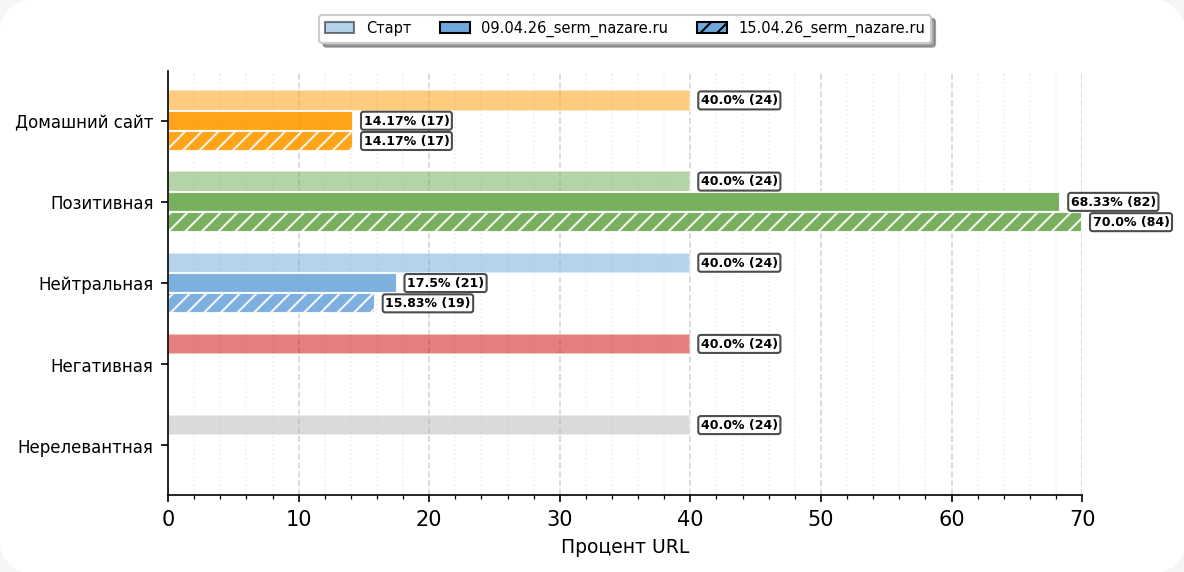 Старт 09.04.26_serm_nazare.ru 15.04.26_serm_nazare.ru
40.0% (24)
Домашний сайт 14.17% (17)
14.17% (17)
40.0% (24)
Позитивная 68.33% (82)
70.0% (84)
40.0% (24)
Нейтральная 17.5% (21)
15.83% (19)
40.0% (24)
Негативная
40.0% (24)
Нерелевантная
0 10 20 30 40 50 60 70
Процент URL